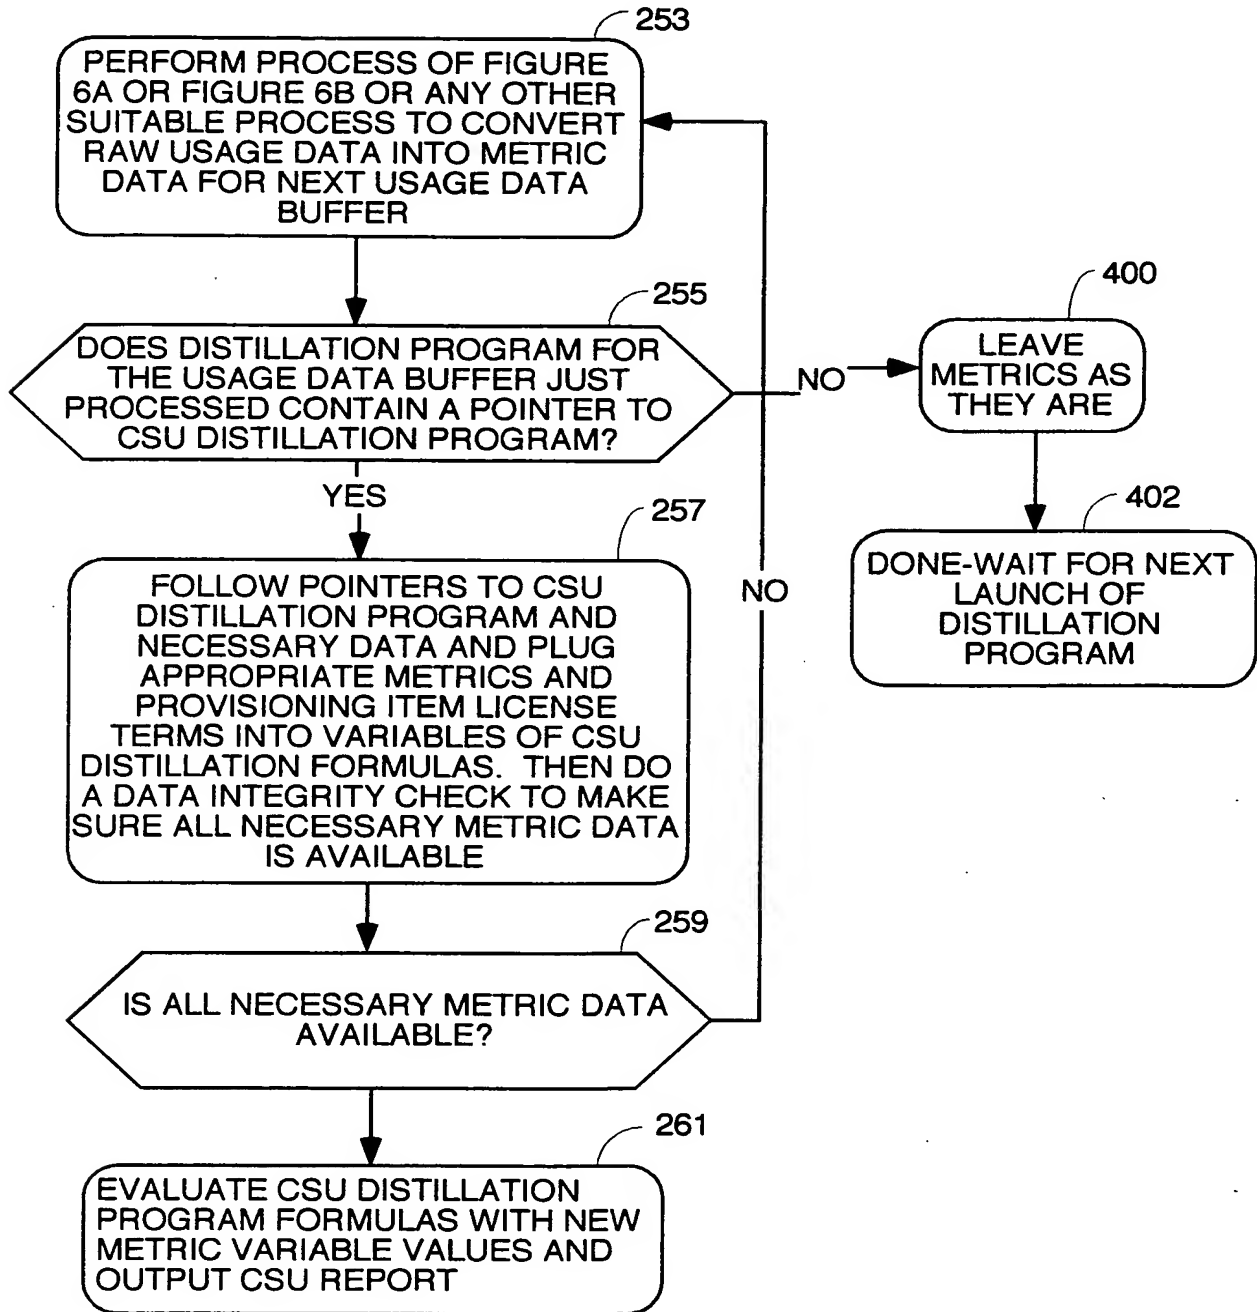 253
PERFORM PROCESS OF FIGURE
6A OR FIGURE 6B OR ANY OTHER
SUITABLE PROCESS TO CONVERT
RAW USAGE DATA INTO METRIC
DATA FOR NEXT USAGE DATA
BUFFER
255
DOES DISTILLATION PROGRAM FOR
THE USAGE DATA BUFFER JUST
PROCESSED CONTAIN A POINTER TO
CSU DISTILLATION PROGRAM?
NO
400
LEAVE
METRICS AS
THEY ARE
402
DONE-WAIT FOR NEXT
LAUNCH OF
DISTILLATION
PROGRAM
YES
257
FOLLOW POINTERS TO CSU
DISTILLATION PROGRAM AND
NECESSARY DATA AND PLUG
APPROPRIATE METRICS AND
PROVISIONING ITEM LICENSE
TERMS INTO VARIABLES OF CSU
DISTILLATION FORMULAS. THEN DO
A DATA INTEGRITY CHECK TO MAKE
SURE ALL NECESSARY METRIC DATA
IS AVAILABLE
NO
259
IS ALL NECESSARY METRIC DATA
AVAILABLE?
261
EVALUATE CSU DISTILLATION
PROGRAM FORMULAS WITH NEW
METRIC VARIABLE VALUES AND
OUTPUT CSU REPORT